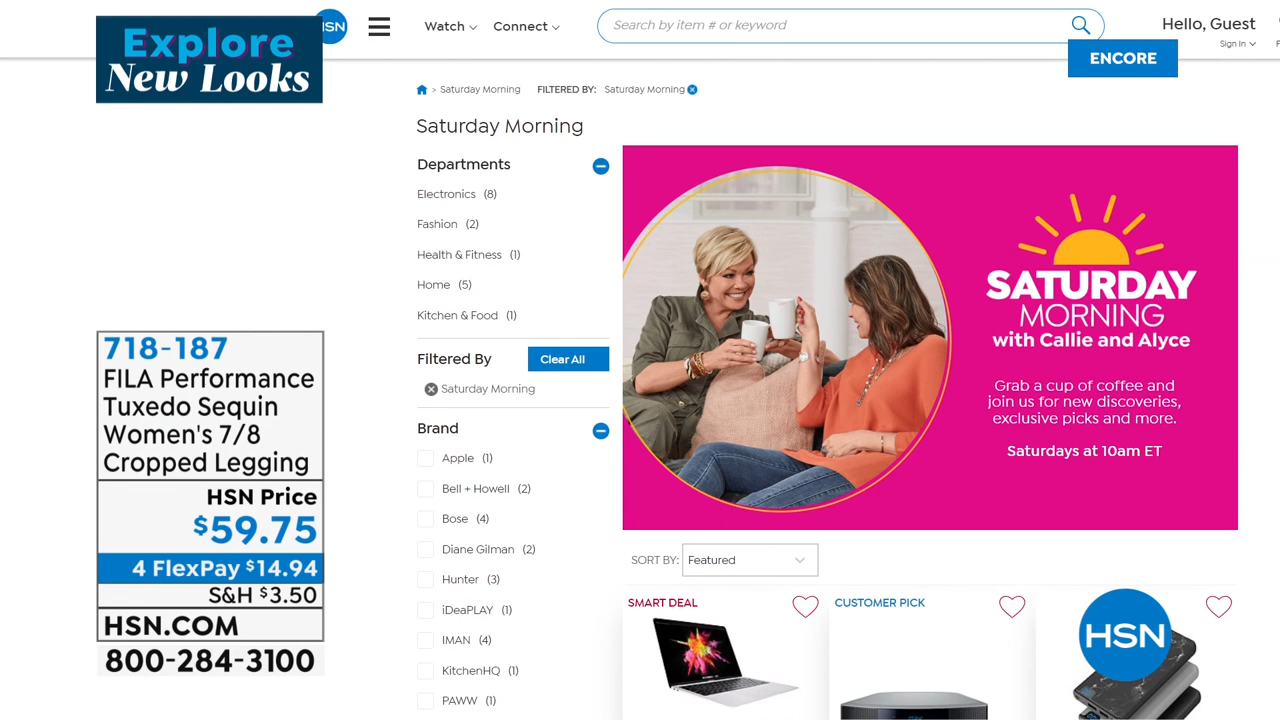 Explore
New Looks
HSN
Watch
Connect
Search by item # or keyword
Hello, Guest
Sign In
ENCORE
> Saturday Morning FILTERED BY: Saturday Morning
Saturday Morning
Departments
Electronics (8)
Fashion (2)
Health & Fitness (1)
Home (5)
Kitchen & Food (1)
Filtered By
Clear All
Saturday Morning
Brand
Apple (1)
Bell + Howell (2)
Bose (4)
Diane Gilman (2)
Hunter (3)
iDeaPLAY (1)
IMAN (4)
KitchenHQ (1)
PAWW (1)
SATURDAY
MORNING
with Callie and Alyce
Grab a cup of coffee and
join us for new discoveries,
exclusive picks and more.
Saturdays at 10am ET
SORT BY: Featured
SMART DEAL
CUSTOMER PICK
HSN
718-187
FILA Performance
Tuxedo Sequin
Women's 7/8
Cropped Legging
HSN Price
$59.75
4 FlexPay $14.94
S&H $3.50
HSN.COM
800-284-3100